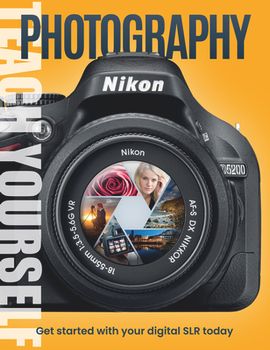 TEACH YOURSELF
PHOTOGRAPHY
Nikon
D5200
Nikon
18-55mm 1:3.5-5.6G VR
AF-S DX NIKKOR
Get started with your digital SLR today